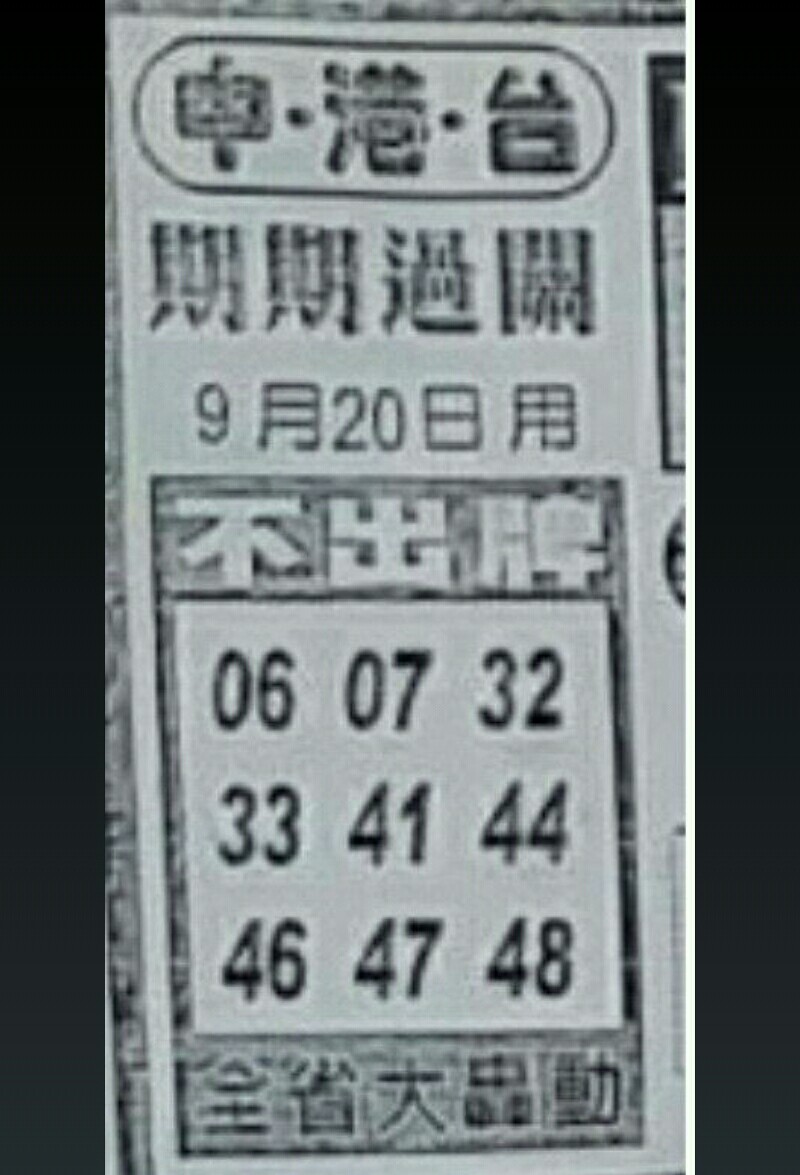 中·港·台
期期過關
9月20日用
不出牌
06 07 32
33 41 44
46 47 48
全省大轟動